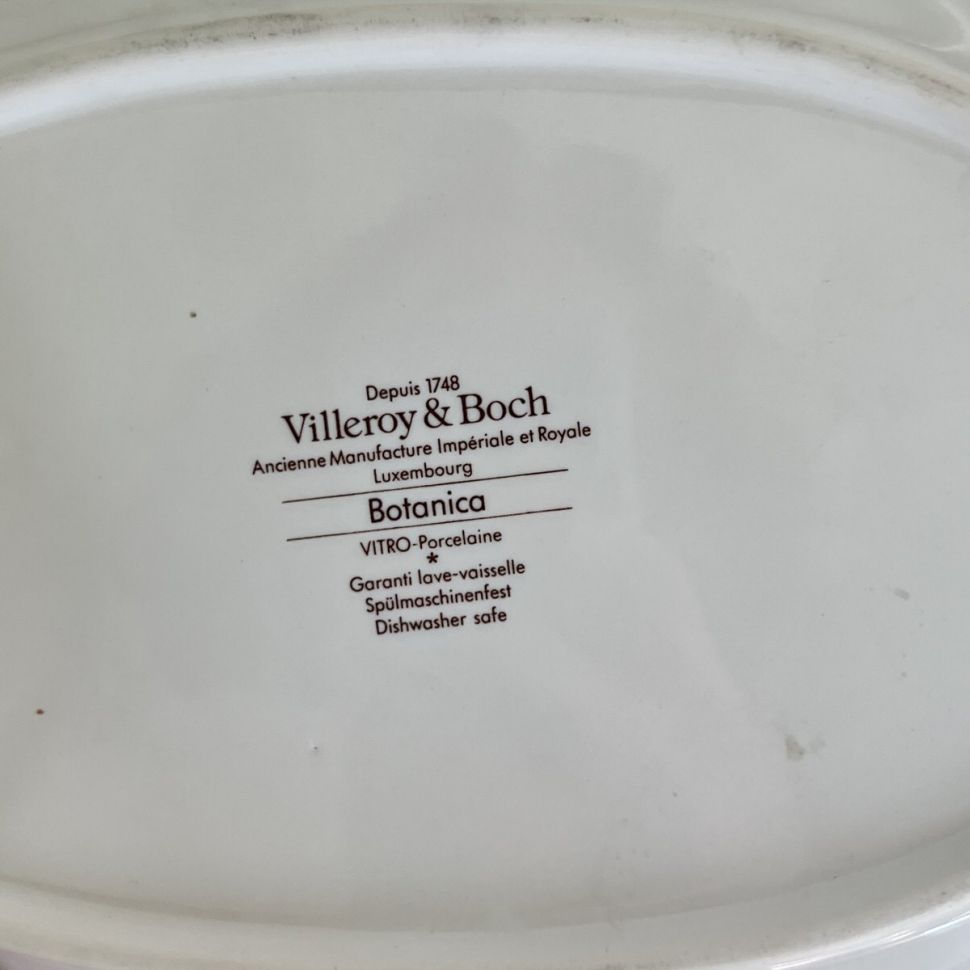 Depuis 1748
Villeroy & Boch
Ancienne Manufacture Impériale et Royale
Luxembourg
Botanica
VITRO-Porcelaine
*
Garanti lave-vaisselle
Spülmaschinenfest
Dishwasher safe